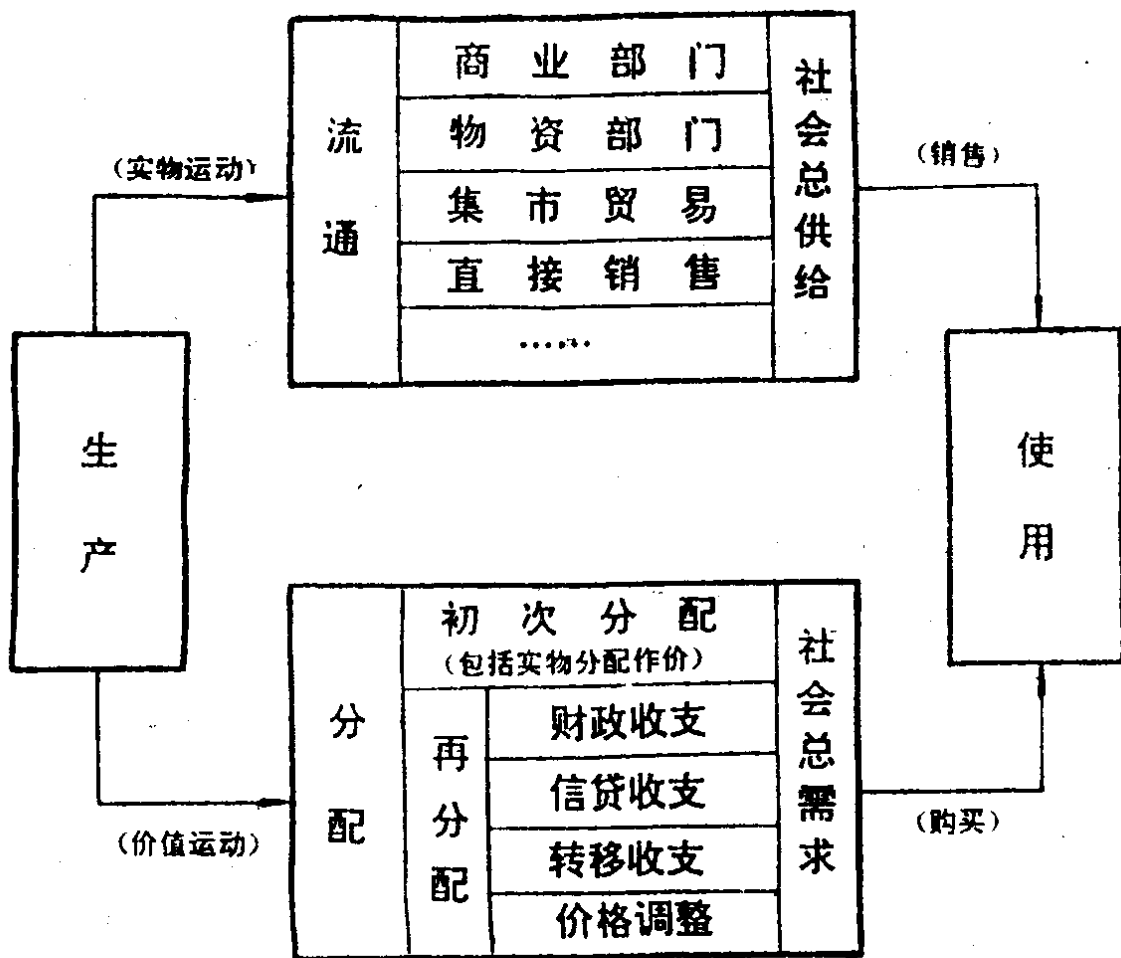 商业部门
物资部门
集市贸易
直接销售
……
流通
社会总供给
(实物运动)
(销售)
生产
使用
初次分配
(包括实物分配作价)
分配
再分配
财政收支
信贷收支
转移收支
价格调整
社会总需求
(价值运动)
(购买)